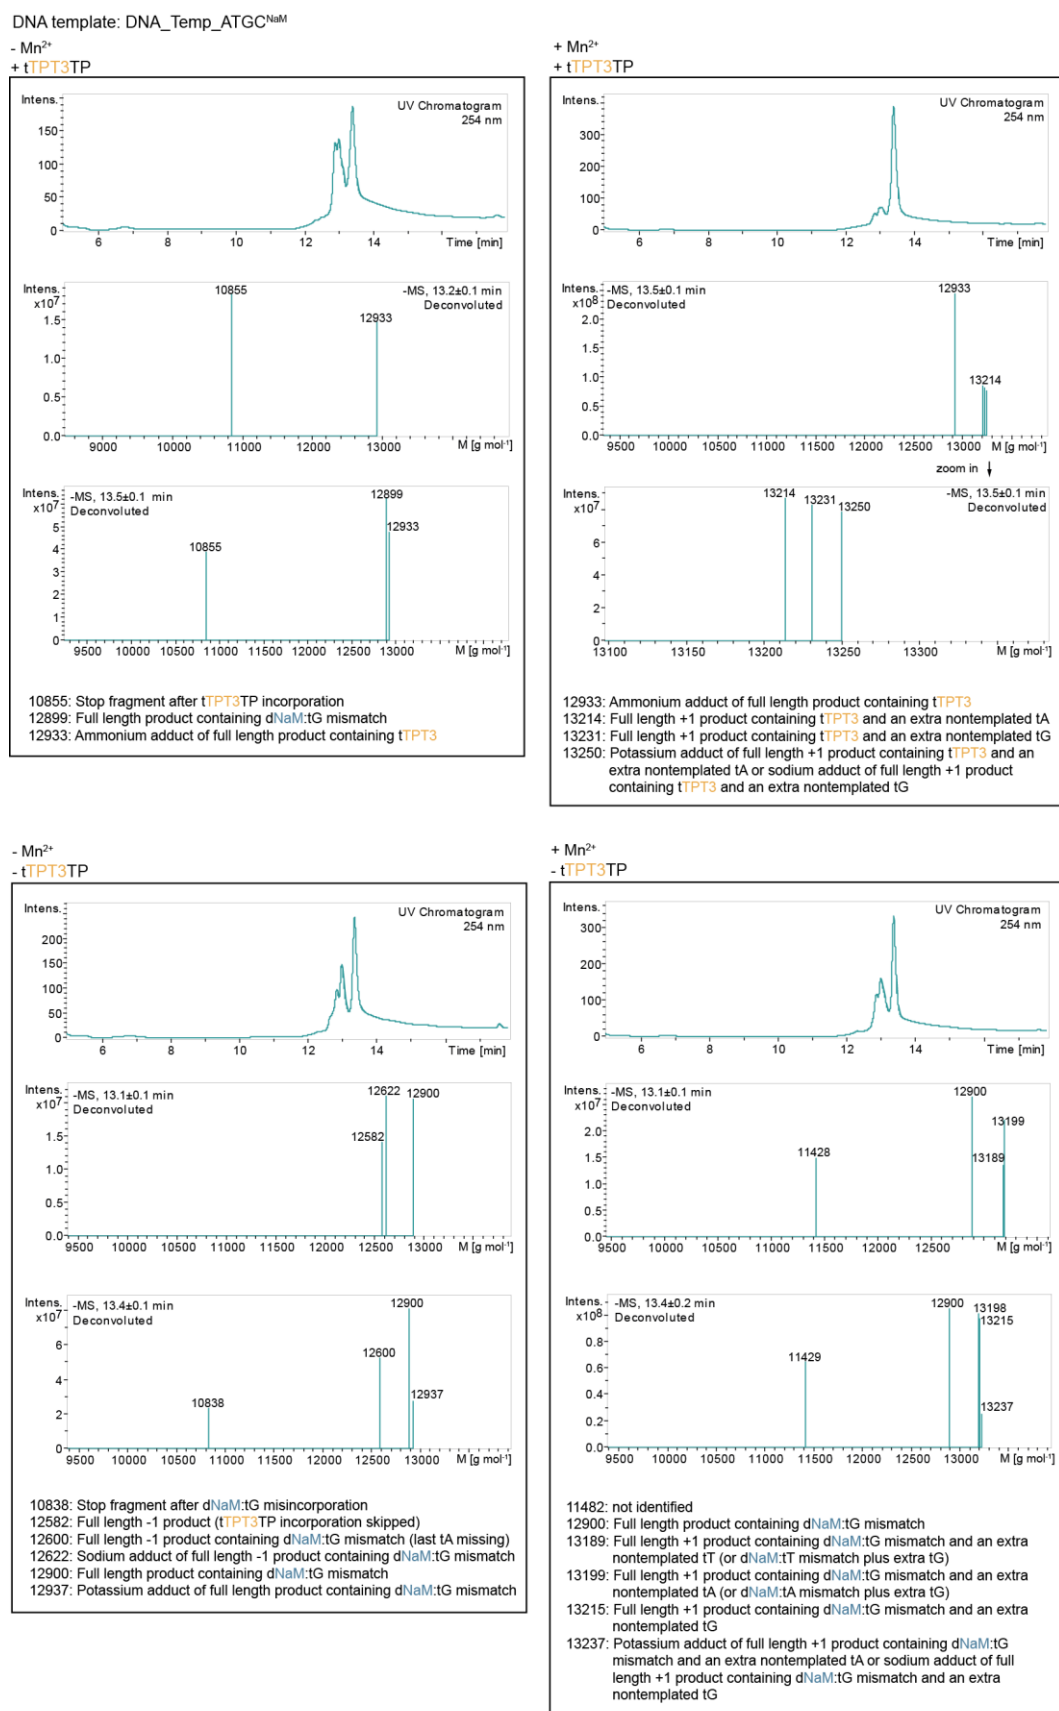 DNA template: DNA_Temp_ATGC^NaM
- Mn²⁺
+ tTPT3TP
Intens.
UV Chromatogram
254 nm
150
100
50
0
6 8 10 12 14 Time [min]
Intens.
x10⁷
-MS, 13.2±0.1 min
Deconvoluted
10855
12933
1.5
1.0
0.5
0.0
9000 10000 11000 12000 13000 M [g mol⁻¹]
Intens.
x10⁷
-MS, 13.5±0.1 min
Deconvoluted
12899
12933
10855
5
4
3
2
1
0
9500 10000 10500 11000 11500 12000 12500 13000 M [g mol⁻¹]
10855: Stop fragment after tTPT3TP incorporation
12899: Full length product containing dNaM:tG mismatch
12933: Ammonium adduct of full length product containing tTPT3
+ Mn²⁺
+ tTPT3TP
Intens.
UV Chromatogram
254 nm
300
200
100
0
6 8 10 12 14 Time [min]
Intens.
x10⁸
-MS, 13.5±0.1 min
Deconvoluted
12933
13214
2.0
1.5
1.0
0.5
0.0
9500 10000 10500 11000 11500 12000 12500 13000 M [g mol⁻¹]
zoom in ↓
Intens.
x10⁷
-MS, 13.5±0.1 min
Deconvoluted
13214
13231
13250
8
6
4
2
0
13100 13150 13200 13250 13300 M [g mol⁻¹]
12933: Ammonium adduct of full length product containing tTPT3
13214: Full length +1 product containing tTPT3 and an extra nontemplated tA
13231: Full length +1 product containing tTPT3 and an extra nontemplated tG
13250: Potassium adduct of full length +1 product containing tTPT3 and an
extra nontemplated tA or sodium adduct of full length +1 product
containing tTPT3 and an extra nontemplated tG
- Mn²⁺
- tTPT3TP
Intens.
UV Chromatogram
254 nm
200
150
100
50
0
6 8 10 12 14 Time [min]
Intens.
x10⁷
-MS, 13.1±0.1 min
Deconvoluted
12622
12900
12582
1.5
1.0
0.5
0.0
9500 10000 10500 11000 11500 12000 12500 13000 M [g mol⁻¹]
Intens.
x10⁷
-MS, 13.4±0.1 min
Deconvoluted
12900
12600
12937
10838
6
4
2
0
9500 10000 10500 11000 11500 12000 12500 13000 M [g mol⁻¹]
10838: Stop fragment after dNaM:tG misincorporation
12582: Full length -1 product (tTPT3TP incorporation skipped)
12600: Full length -1 product containing dNaM:tG mismatch (last tA missing)
12622: Sodium adduct of full length -1 product containing dNaM:tG mismatch
12900: Full length product containing dNaM:tG mismatch
12937: Potassium adduct of full length product containing dNaM:tG mismatch
+ Mn²⁺
- tTPT3TP
Intens.
UV Chromatogram
254 nm
300
200
100
0
6 8 10 12 14 Time [min]
Intens.
x10⁷
-MS, 13.1±0.1 min
Deconvoluted
12900
13199
11428
13189
2.0
1.5
1.0
0.5
0.0
9500 10000 10500 11000 11500 12000 12500 M [g mol⁻¹]
Intens.
x10⁸
-MS, 13.4±0.2 min
Deconvoluted
12900
13198
13215
11429
13237
0.8
0.6
0.4
0.2
0.0
9500 10000 10500 11000 11500 12000 12500 13000 M [g mol⁻¹]
11482: not identified
12900: Full length product containing dNaM:tG mismatch
13189: Full length +1 product containing dNaM:tG mismatch and an extra
nontemplated tT (or dNaM:tT mismatch plus extra tG)
13199: Full length +1 product containing dNaM:tG mismatch and an extra
nontemplated tA (or dNaM:tA mismatch plus extra tG)
13215: Full length +1 product containing dNaM:tG mismatch and an extra
nontemplated tG
13237: Potassium adduct of full length +1 product containing dNaM:tG
mismatch and an extra nontemplated tA or sodium adduct of full
length +1 product containing dNaM:tG mismatch and an extra
nontemplated tG